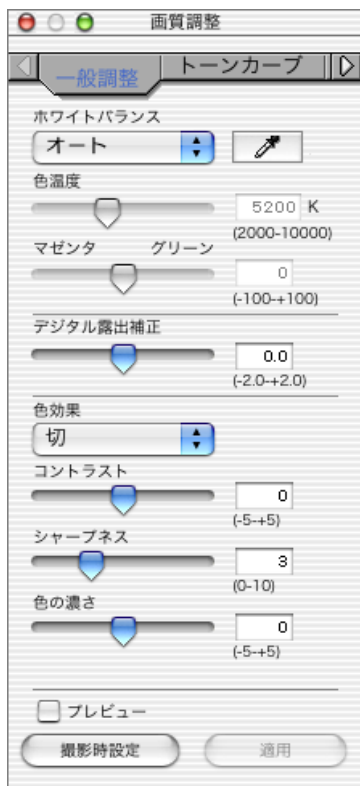 画質調整
一般調整 トーンカーブ
ホワイトバランス
オート
色温度
5200 K
(2000-10000)
マゼンタ グリーン
0
(-100-+100)
デジタル露出補正
0.0
(-2.0-+2.0)
色効果
切
コントラスト
0
(-5-+5)
シャープネス
3
(0-10)
色の濃さ
0
(-5-+5)
プレビュー
撮影時設定 適用